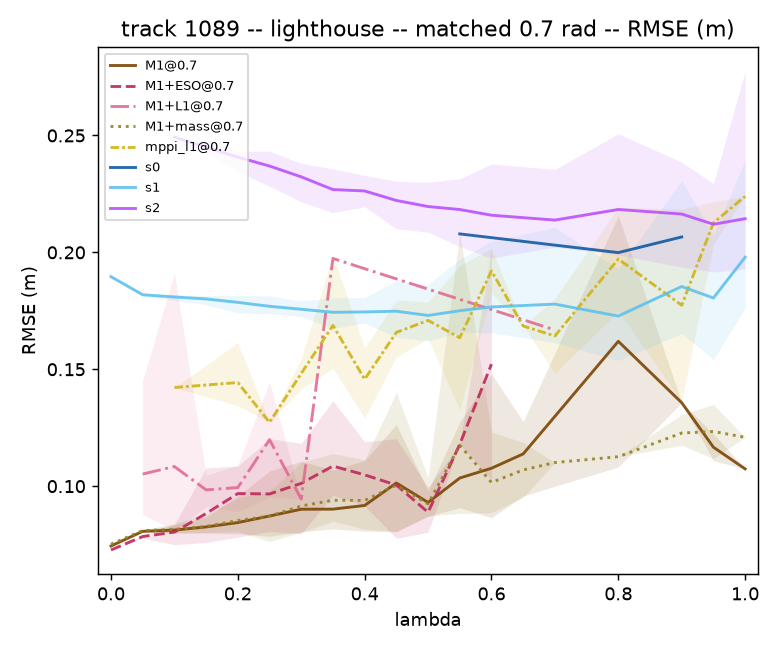 track 1089 -- lighthouse -- matched 0.7 rad -- RMSE (m)
M1@0.7
M1+ESO@0.7
M1+L1@0.7
M1+mass@0.7
mppi_l1@0.7
s0
s1
s2
RMSE (m)
0.25
0.20
0.15
0.10
0.0 0.2 0.4 0.6 0.8 1.0
lambda